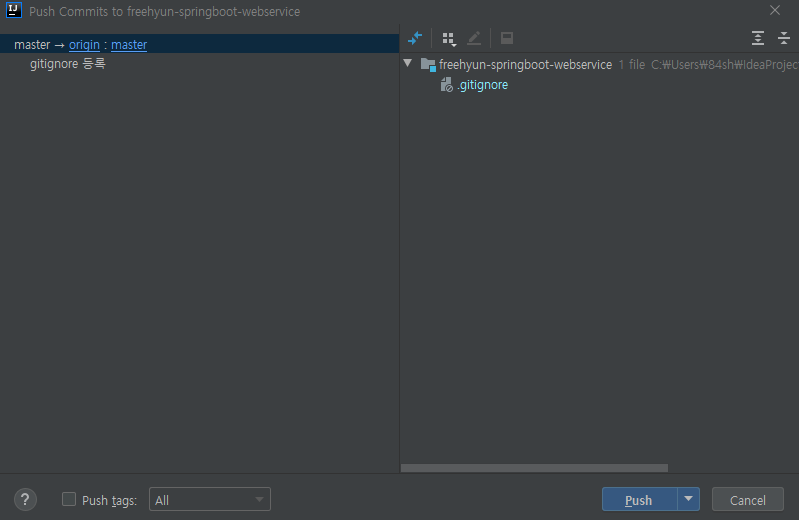 IJ
Push Commits to freehyun-springboot-webservice
master → origin : master
gitignore 등록
freehyun-springboot-webservice 1 file C:₩Users₩84sh₩IdeaProjec
.gitignore
? Push tags: All Push Cancel